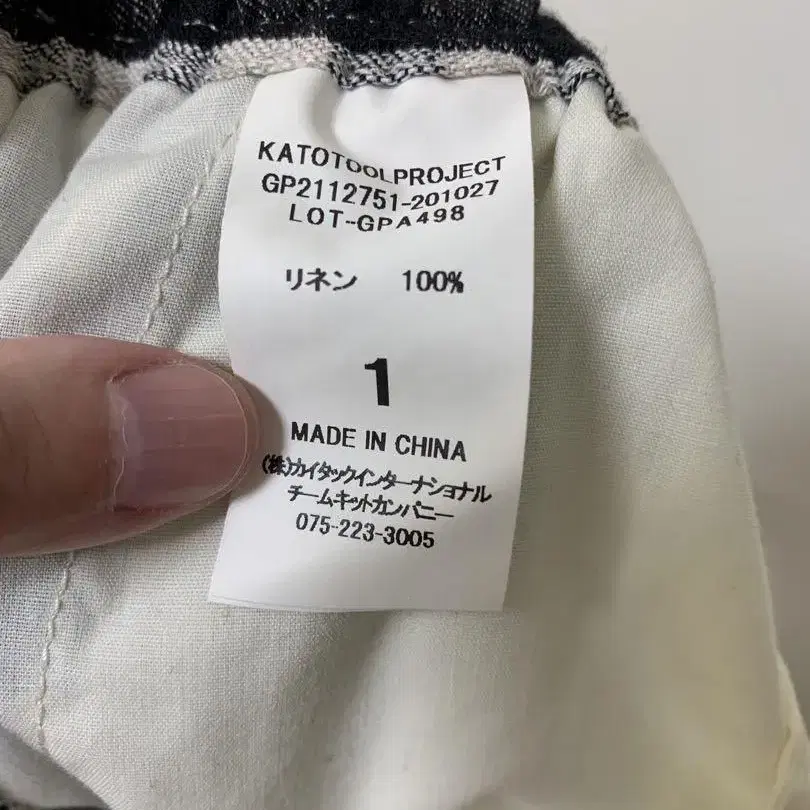 KATOTOOLPROJECT
GP2112751-201027
LOT-GPA498
リネン 100%
1
MADE IN CHINA
(株)カイタックインターナショナル
チームキットカンパニー
075-223-3005